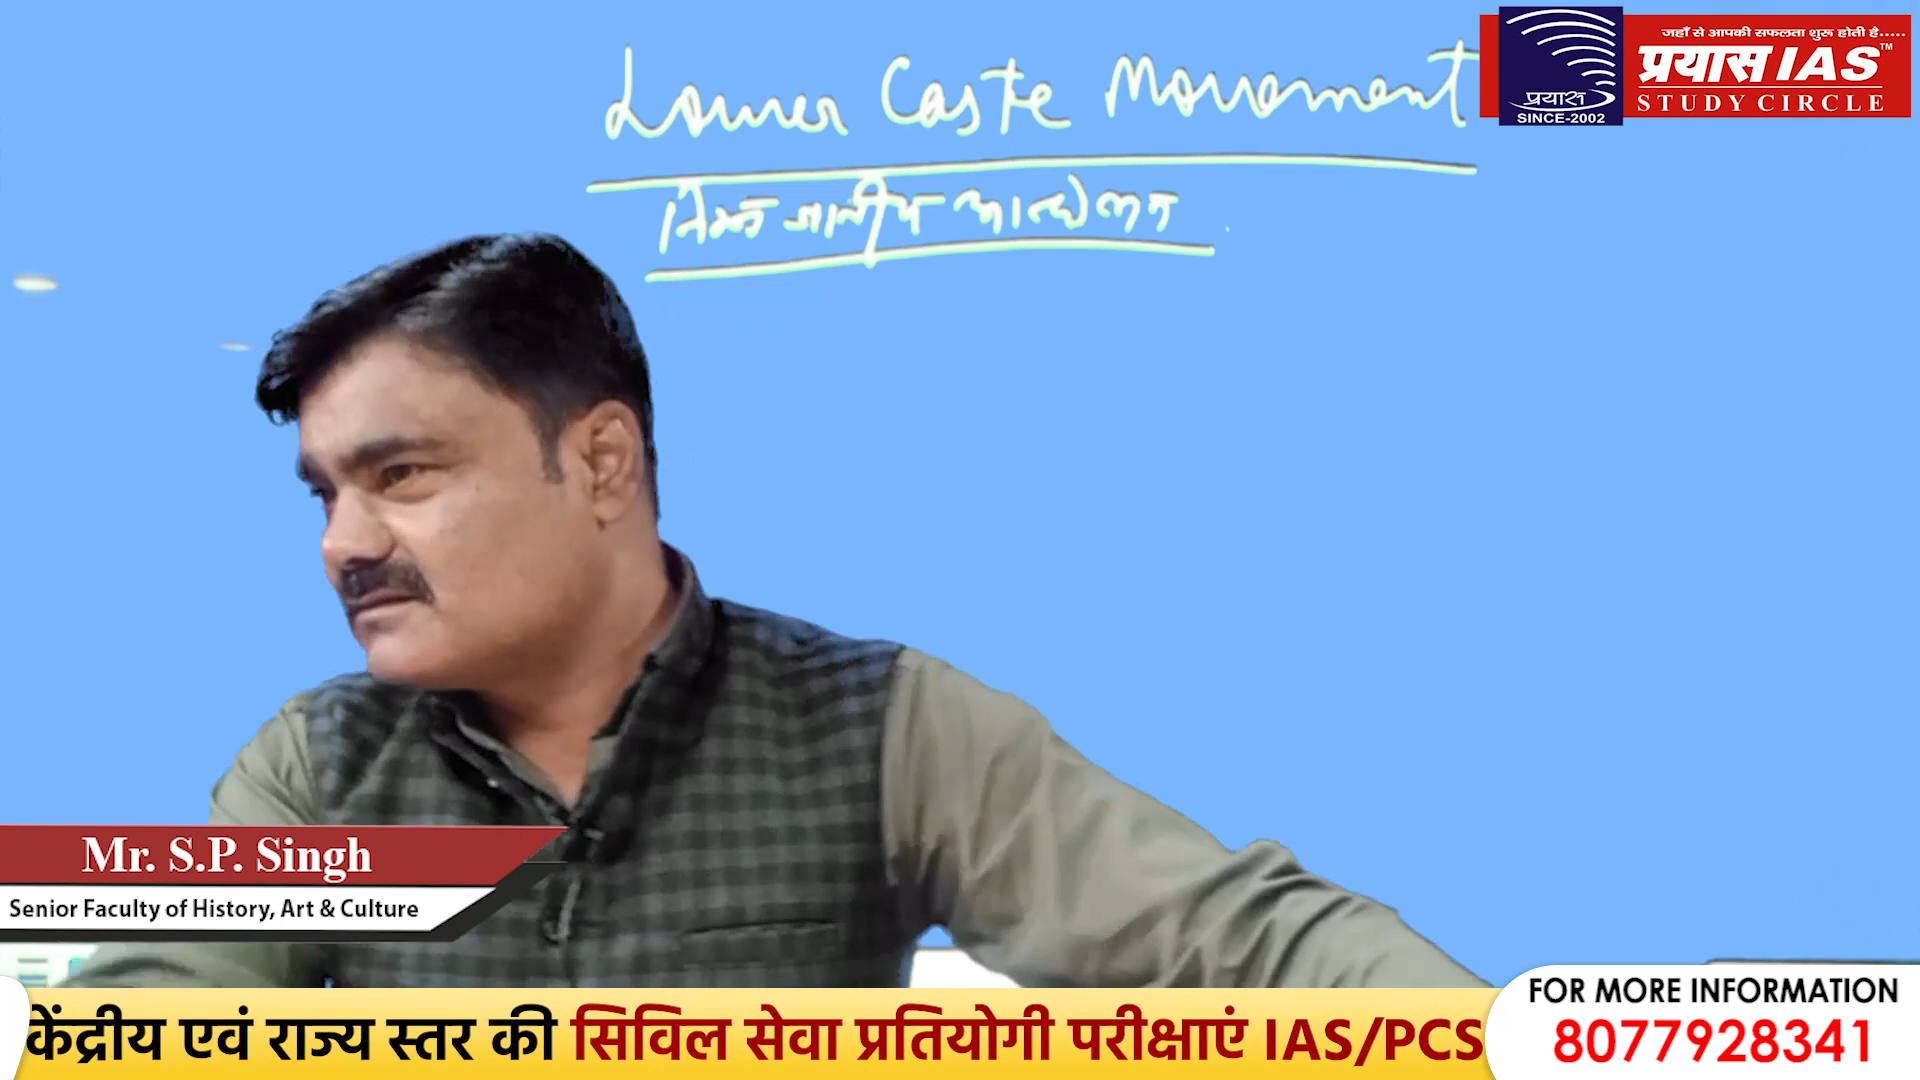 Lower Caste Movement
निम्न जातीय आन्दोलन
जहाँ से आपकी सफलता शुरू होती है.....
प्रयास IAS™
STUDY CIRCLE
प्रयास
SINCE-2002
Mr. S.P. Singh
Senior Faculty of History, Art & Culture
केंद्रीय एवं राज्य स्तर की सिविल सेवा प्रतियोगी परीक्षाएं IAS/PCS
FOR MORE INFORMATION
8077928341